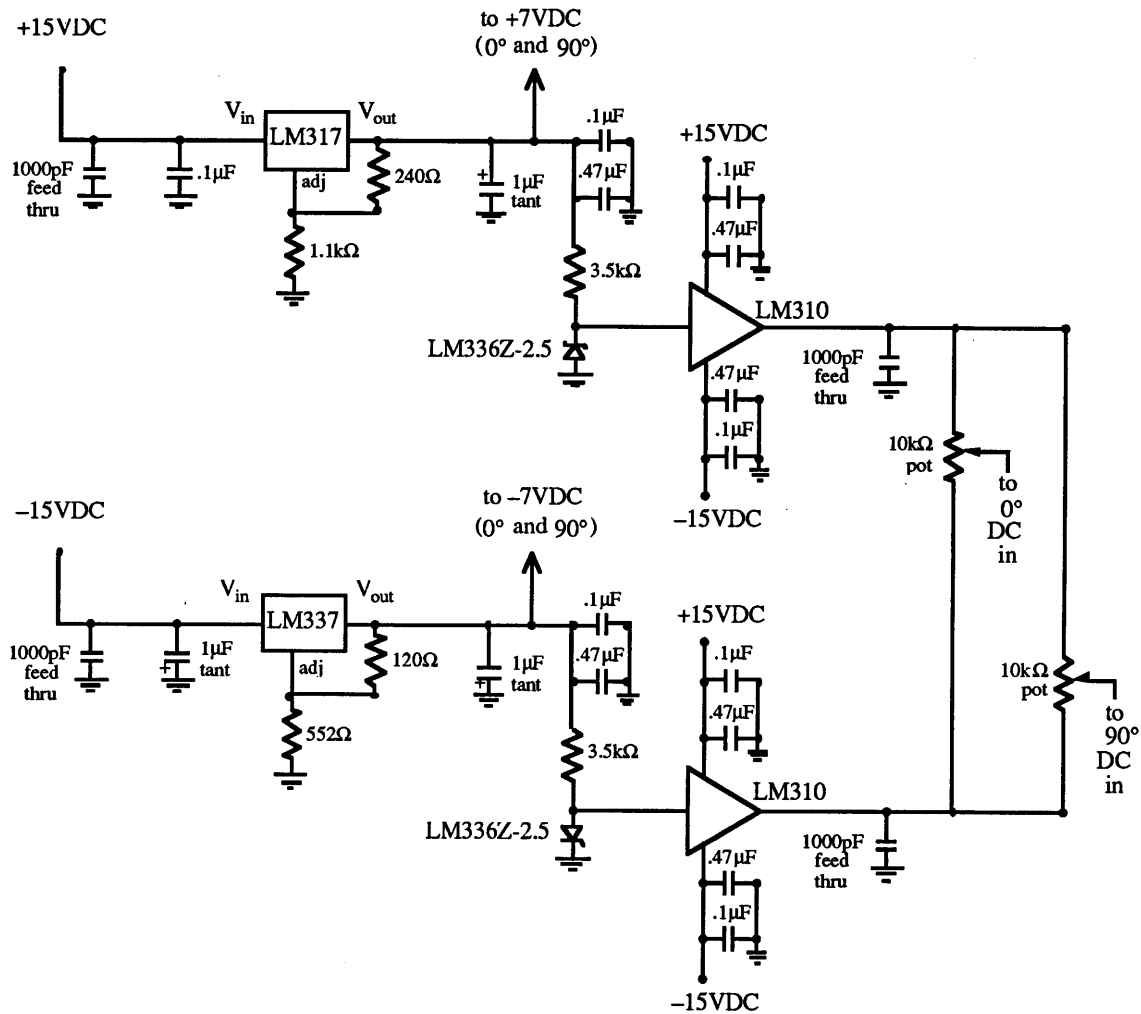 +15VDC
to +7VDC
(0° and 90°)
Vin
LM317
Vout
adj
1000pF
feed
thru
.1µF
240Ω
1.1kΩ
+
1µF
tant
.1µF
.47µF
3.5kΩ
LM336Z-2.5
+15VDC
.1µF
.47µF
LM310
.47µF
.1µF
–15VDC
1000pF
feed
thru
10kΩ
pot
to
0°
DC
in
–15VDC
to –7VDC
(0° and 90°)
Vin
LM337
Vout
adj
1000pF
feed
thru
+
1µF
tant
120Ω
552Ω
+
1µF
tant
.1µF
.47µF
3.5kΩ
LM336Z-2.5
+15VDC
.1µF
.47µF
LM310
.47µF
.1µF
–15VDC
1000pF
feed
thru
10kΩ
pot
to
90°
DC
in